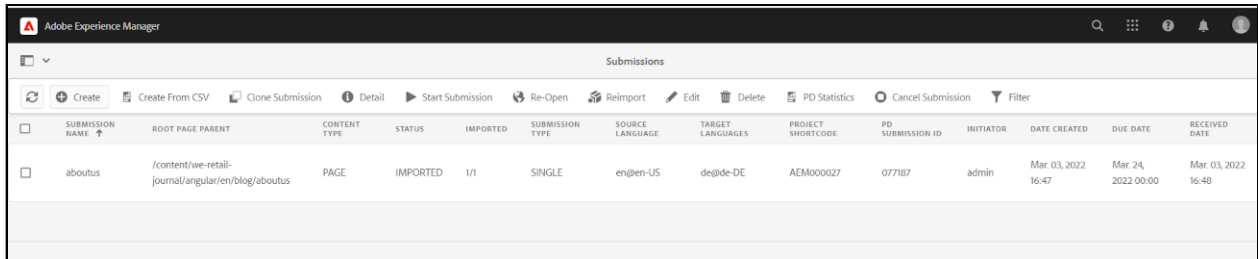 Adobe Experience Manager
Submissions
Create Create From CSV Clone Submission Detail Start Submission Re-Open Reimport Edit Delete PD Statistics Cancel Submission Filter
SUBMISSION NAME ROOT PAGE PARENT CONTENT TYPE STATUS IMPORTED SUBMISSION TYPE SOURCE LANGUAGE TARGET LANGUAGES PROJECT SHORTCODE PD SUBMISSION ID INITIATOR DATE CREATED DUE DATE RECEIVED DATE
aboutus /content/we-retail-journal/angular/en/blog/aboutus PAGE IMPORTED 1/1 SINGLE en@en-US de@de-DE AEM000027 077187 admin Mar. 03, 2022 16:47 Mar. 24, 2022 00:00 Mar. 03, 2022 16:48